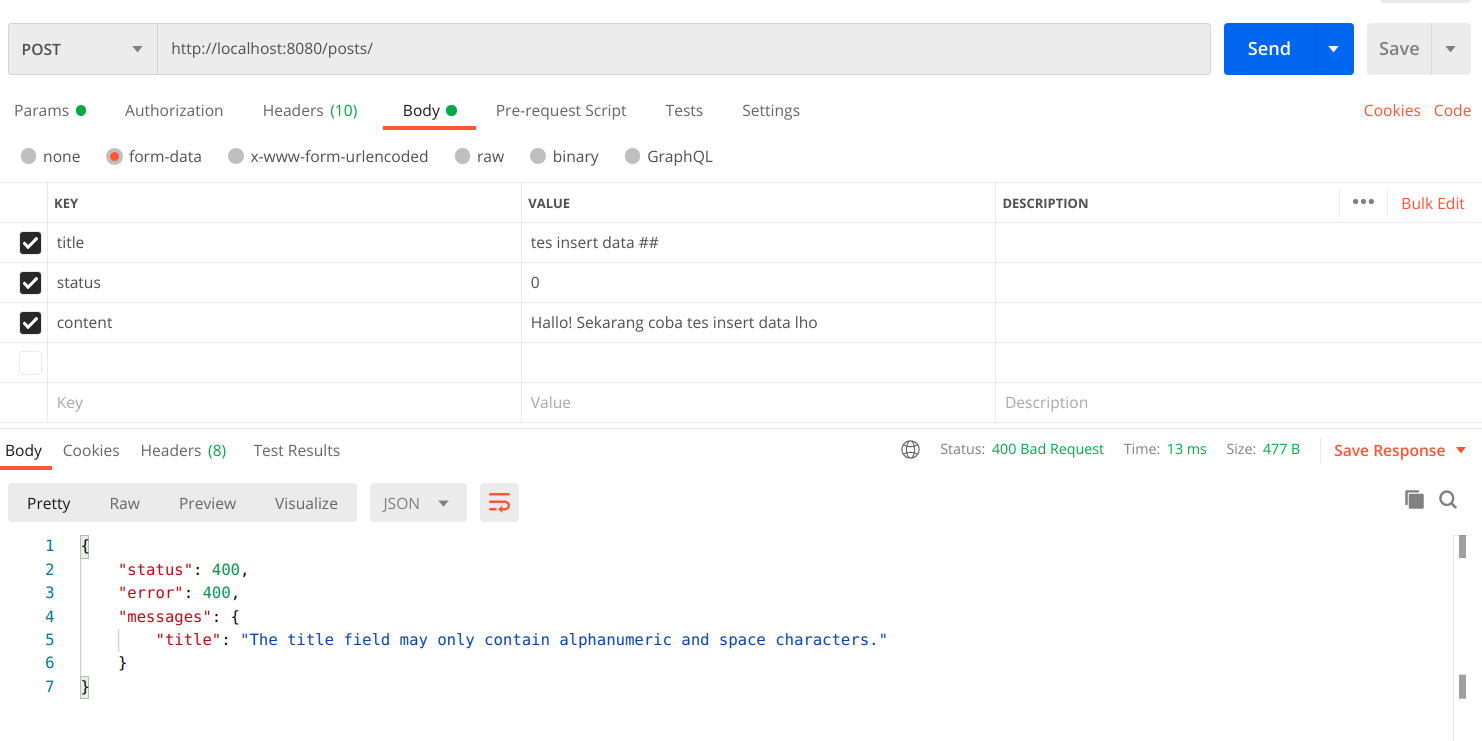 POST http://localhost:8080/posts/ Send Save
Params Authorization Headers (10) Body Pre-request Script Tests Settings Cookies Code
none form-data x-www-form-urlencoded raw binary GraphQL
KEY VALUE DESCRIPTION ••• Bulk Edit
title tes insert data ##
status 0
content Hallo! Sekarang coba tes insert data lho
Key Value Description
Body Cookies Headers (8) Test Results Status: 400 Bad Request Time: 13 ms Size: 477 B Save Response
Pretty Raw Preview Visualize JSON
1 {
2 "status": 400,
3 "error": 400,
4 "messages": {
5 "title": "The title field may only contain alphanumeric and space characters."
6 }
7 }